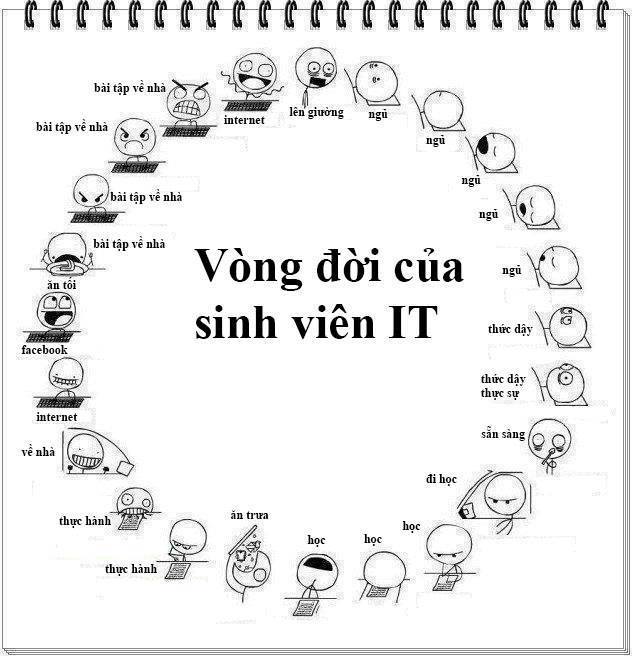 Vòng đời của
sinh viên IT
lên giường
ngủ
ngủ
ngủ
ngủ
ngủ
thức dậy
thức dậy
thực sự
sẵn sàng
đi học
học
học
học
ăn trưa
thực hành
thực hành
về nhà
internet
facebook
ăn tôi
bài tập về nhà
bài tập về nhà
bài tập về nhà
bài tập về nhà
internet